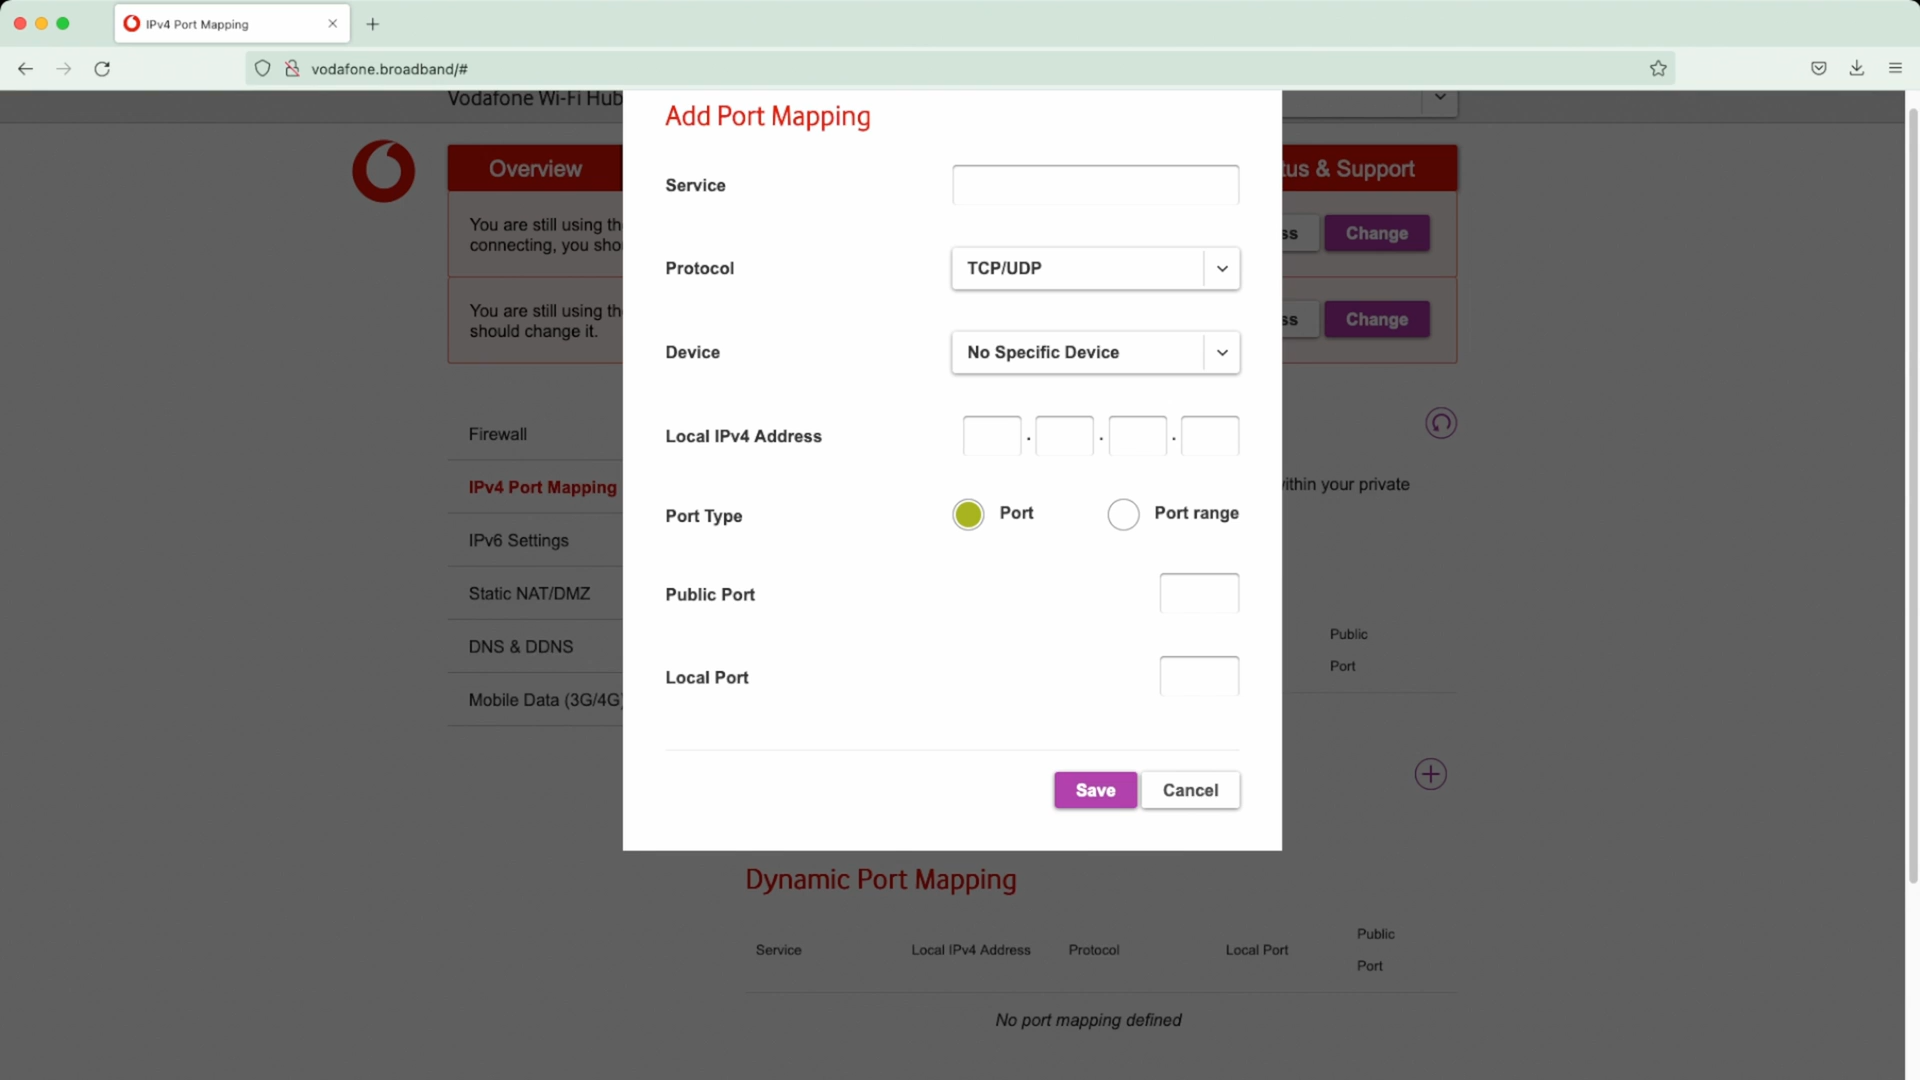 IPv4 Port Mapping
vodafone.broadband/#
Vodafone Wi-Fi Hub
Add Port Mapping
Overview
tus & Support
Service
You are still using th
connecting, you sho
ss
Change
Protocol
TCP/UDP
You are still using th
should change it.
ss
Change
Device
No Specific Device
Firewall
Local IPv4 Address
. . .
IPv4 Port Mapping
ithin your private
Port Type
Port
Port range
IPv6 Settings
Static NAT/DMZ
Public Port
Public
Port
DNS & DDNS
Local Port
Mobile Data (3G/4G)
Save
Cancel
Dynamic Port Mapping
Service
Local IPv4 Address
Protocol
Local Port
Public
Port
No port mapping defined